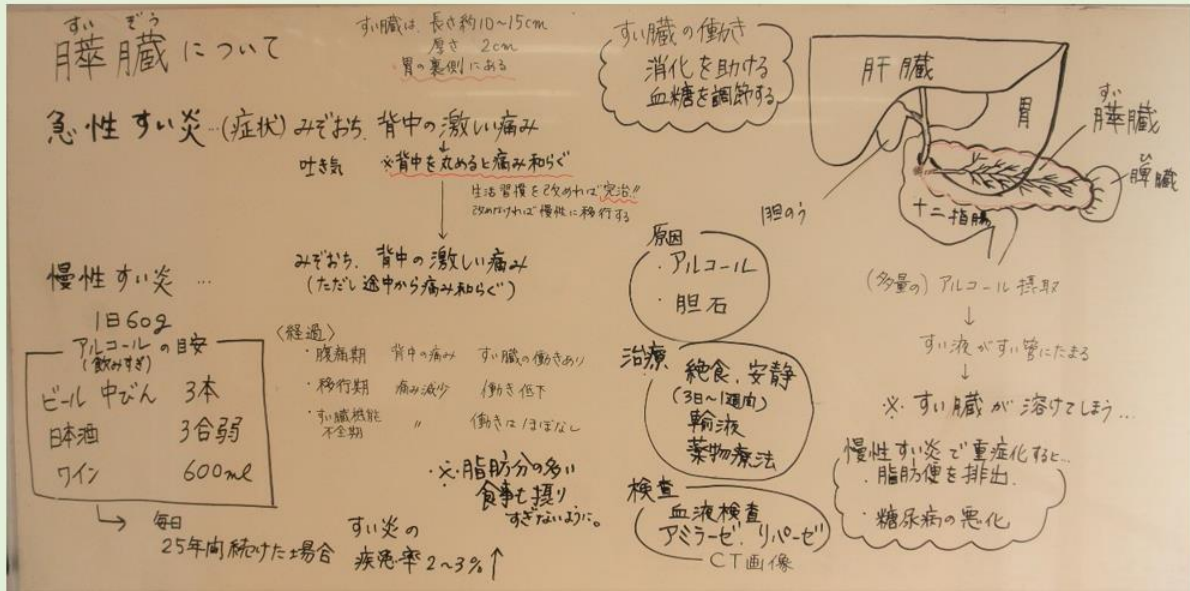 すい ぞう
膵臓について
すい臓は、長さ約10〜15cm
厚さ 2cm
胃の裏側にある
すい臓の働き
消化を助ける
血糖を調節する
肝臓
胃
すい
膵臓
ひ
脾臓
胆のう
十二指腸
急性すい炎…(症状)みぞおち、背中の激しい痛み
吐き気 ※背中を丸めると痛み和らぐ
生活習慣を改めれば完治!!
改めなければ慢性に移行する
慢性すい炎… みぞおち、背中の激しい痛み
(ただし途中から痛み和らぐ)
1日60g
アルコールの目安
(飲みすぎ)
ビール 中びん 3本
日本酒 3合弱
ワイン 600ml
毎日
25年間続けた場合
すい炎の
疾患率2〜3%↑
〈経過〉
・腹痛期 背中の痛み すい臓の働きあり
・移行期 痛み減少 働き低下
・すい臓機能
不全期 〃 働きはほぼなし
・※・脂肪分の多い
食事も摂り
すぎないように。
原因
・アルコール
・胆石
治療
絶食、安静
(3日〜1週間)
輸液
薬物療法
検査
血液検査
アミラーゼ、リパーゼ
CT画像
(多量の)アルコール摂取
↓
すい液がすい管にたまる
↓
※すい臓が溶けてしまう…
慢性すい炎で重症化すると…
・脂肪便を排出
・糖尿病の悪化